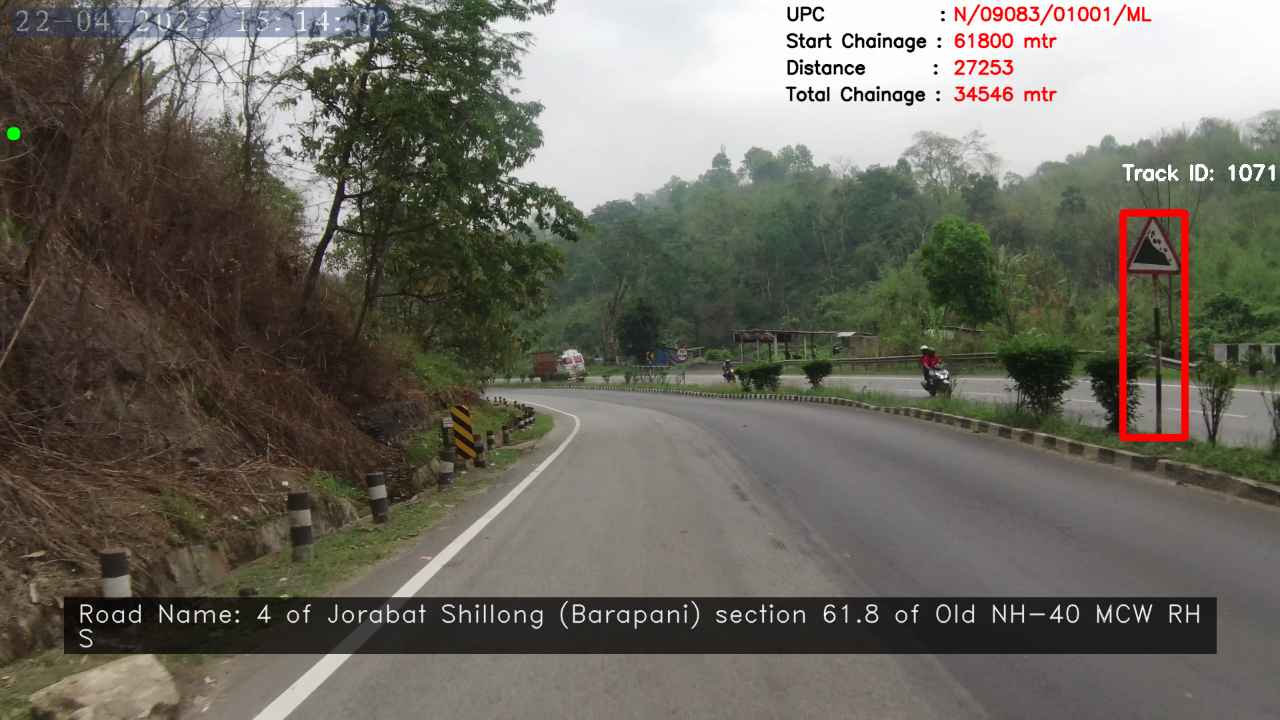 22-04-2025 15:14:02
UPC : N/09083/01001/ML
Start Chainage : 61800 mtr
Distance : 27253
Total Chainage : 34546 mtr
Track ID: 1071
Road Name: 4 of Jorabat Shillong (Barapani) section 61.8 of Old NH-40 MCW RH
S